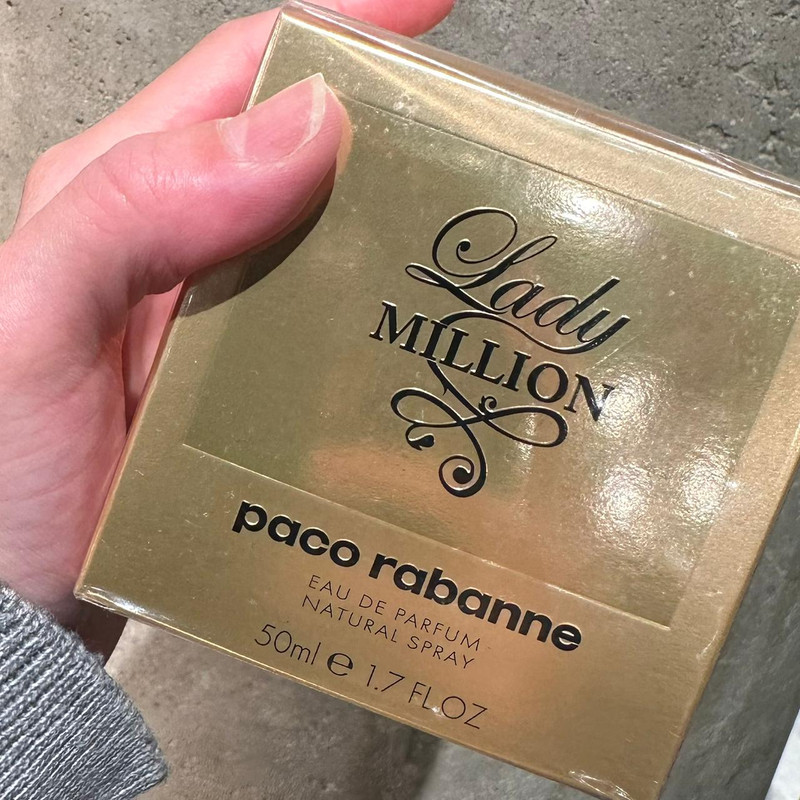 Lady
MILLION
paco rabanne
EAU DE PARFUM
NATURAL SPRAY
50ml ℮ 1.7 FL OZ